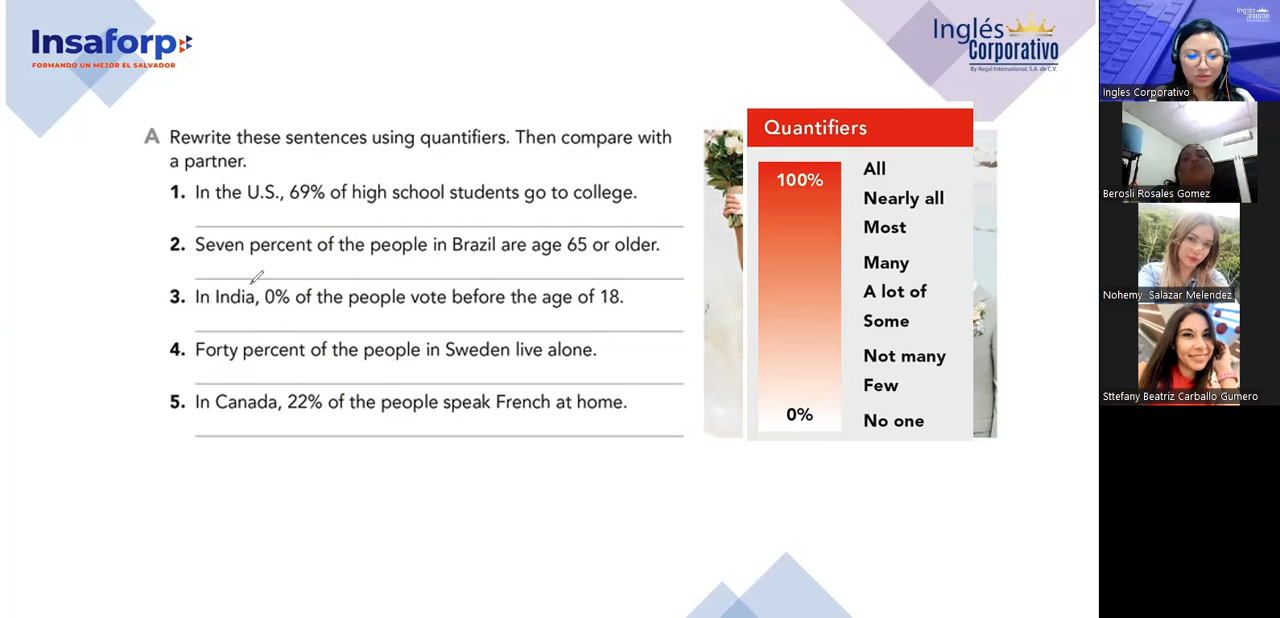 Insaforp
FORMANDO UN MEJOR EL SALVADOR
Inglés
Corporativo
By Regal International, S.A. de C.V.
A Rewrite these sentences using quantifiers. Then compare with
a partner.
1. In the U.S., 69% of high school students go to college.
2. Seven percent of the people in Brazil are age 65 or older.
3. In India, 0% of the people vote before the age of 18.
4. Forty percent of the people in Sweden live alone.
5. In Canada, 22% of the people speak French at home.
Quantifiers
100%
0%
All
Nearly all
Most
Many
A lot of
Some
Not many
Few
No one
Inglés
Ingles Corporativo
Berosli Rosales Gomez
Nohemy Salazar Melendez
Sttefany Beatriz Carballo Gumero